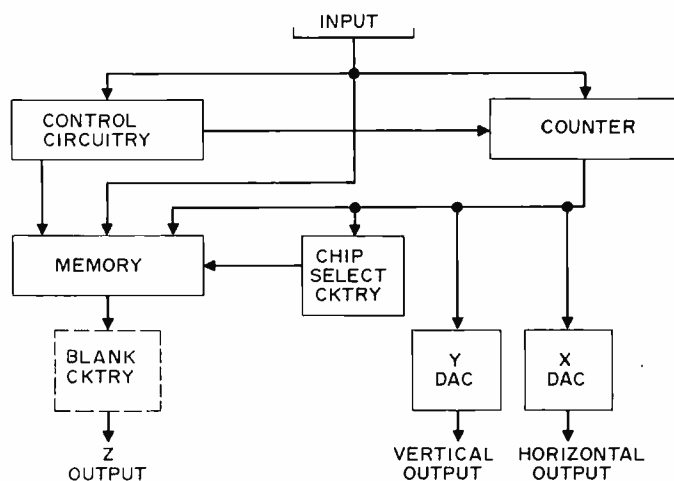 INPUT
CONTROL
CIRCUITRY
COUNTER
MEMORY
CHIP
SELECT
CKTRY
BLANK
CKTRY
Y
DAC
X
DAC
Z
OUTPUT
VERTICAL
OUTPUT
HORIZONTAL
OUTPUT